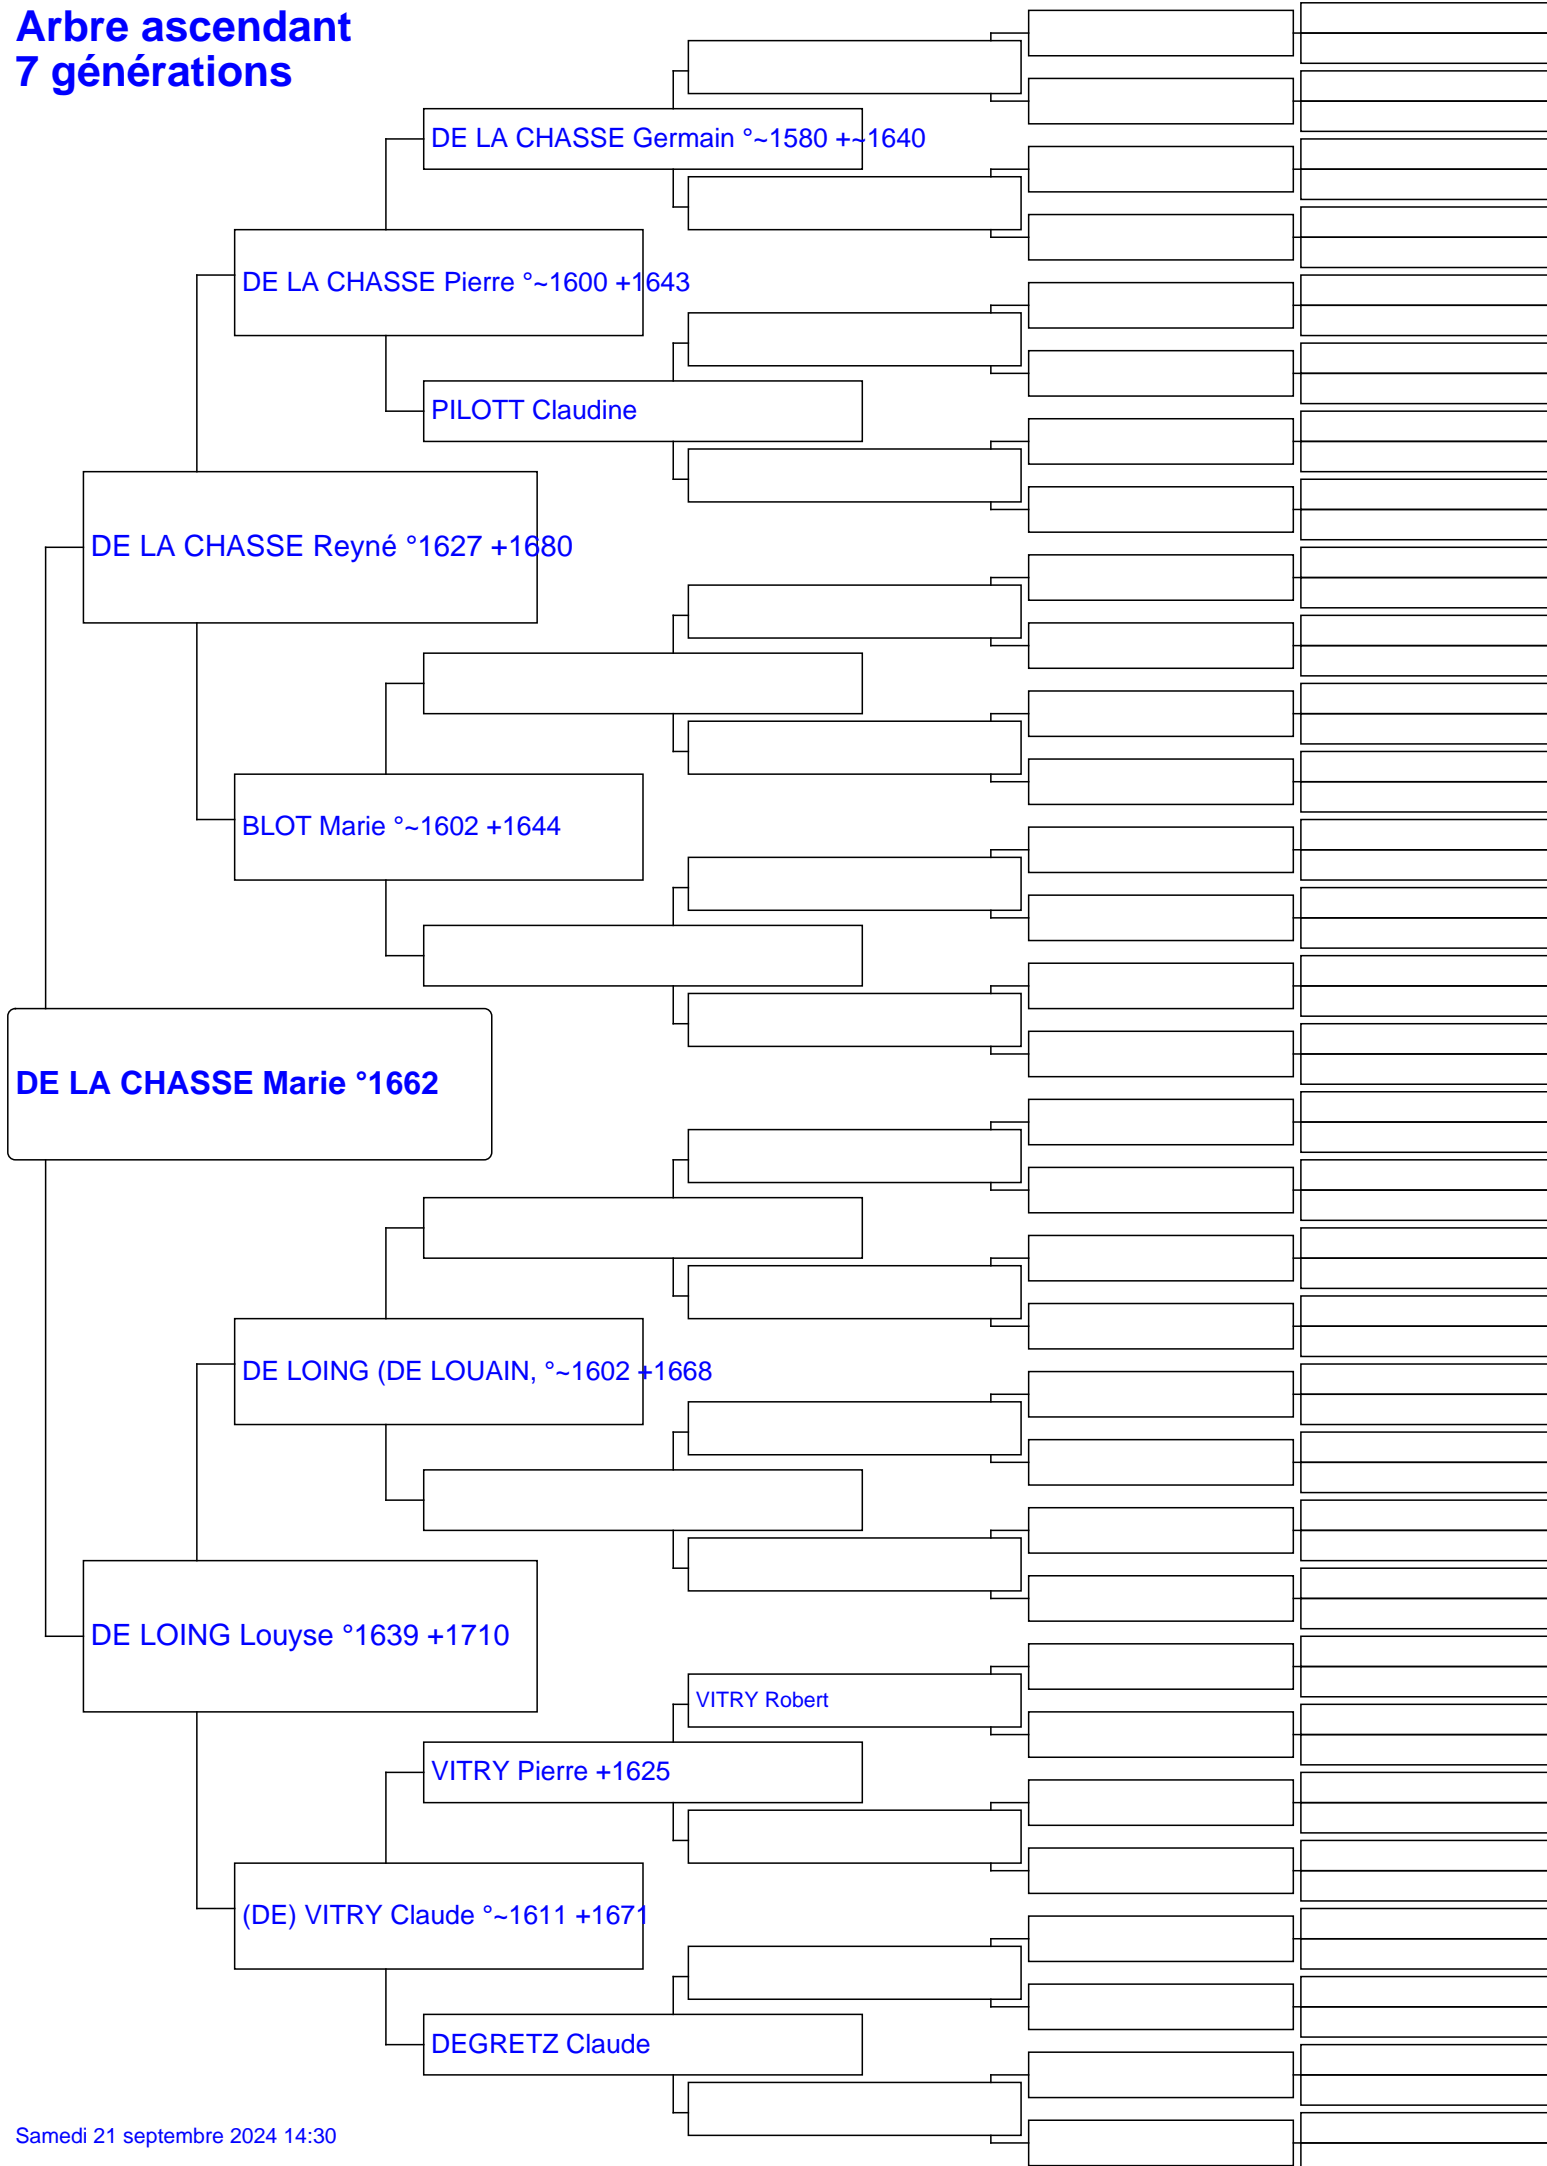 Arbre ascendant
7 générations
DE LA CHASSE Germain °~1580 +~1640
DE LA CHASSE Pierre °~1600 +1643
PILOTT Claudine
DE LA CHASSE Reyné °1627 +1680
BLOT Marie °~1602 +1644
DE LA CHASSE Marie °1662
DE LOING (DE LOUAIN, °~1602 +1668
DE LOING Louyse °1639 +1710
VITRY Robert
VITRY Pierre +1625
(DE) VITRY Claude °~1611 +1671
DEGRETZ Claude
Samedi 21 septembre 2024 14:30